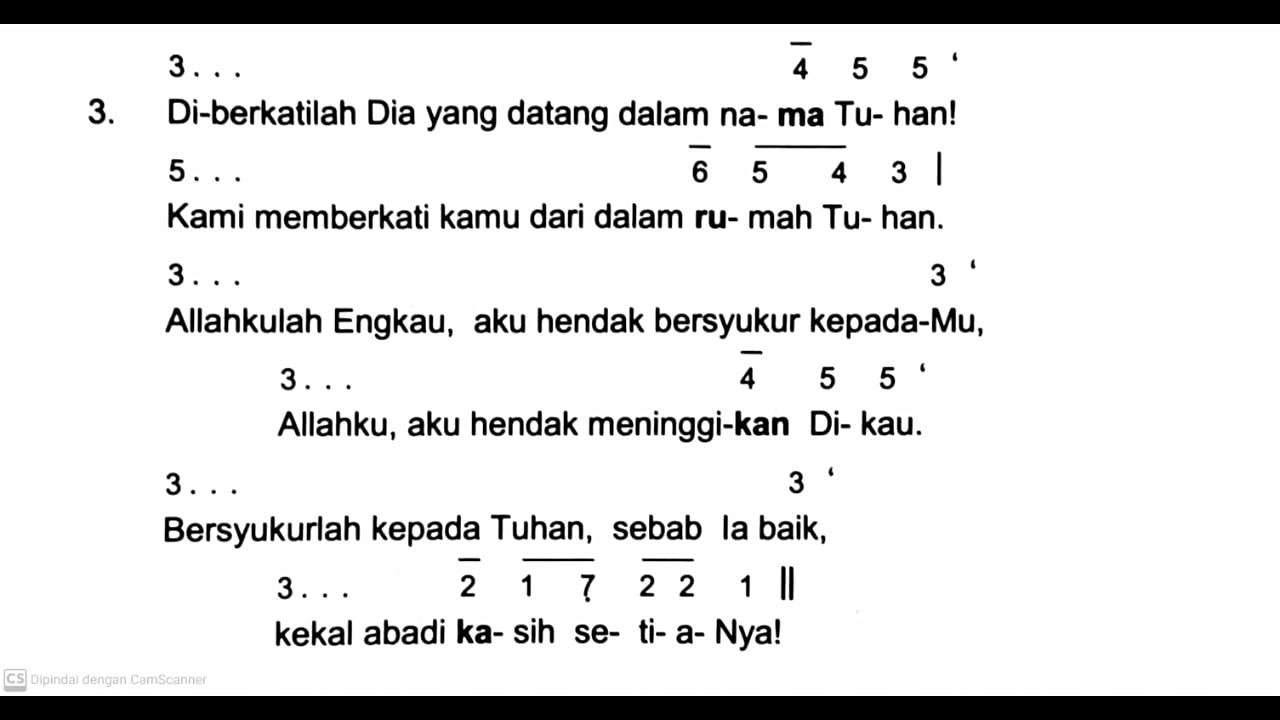 3 . . . 4 5 5 ‘
3. Di-berkatilah Dia yang datang dalam na- ma Tu- han!
5 . . . 6 5 4 3 |
Kami memberkati kamu dari dalam ru- mah Tu- han.
3 . . . 3 ‘
Allahkulah Engkau, aku hendak bersyukur kepada-Mu,
3 . . . 4 5 5 ‘
Allahku, aku hendak meninggi-kan Di- kau.
3 . . . 3 ‘
Bersyukurlah kepada Tuhan, sebab Ia baik,
3 . . . 2 1 7̣ 2 2 1 ||
kekal abadi ka- sih se- ti- a- Nya!
CS Dipindai dengan CamScanner